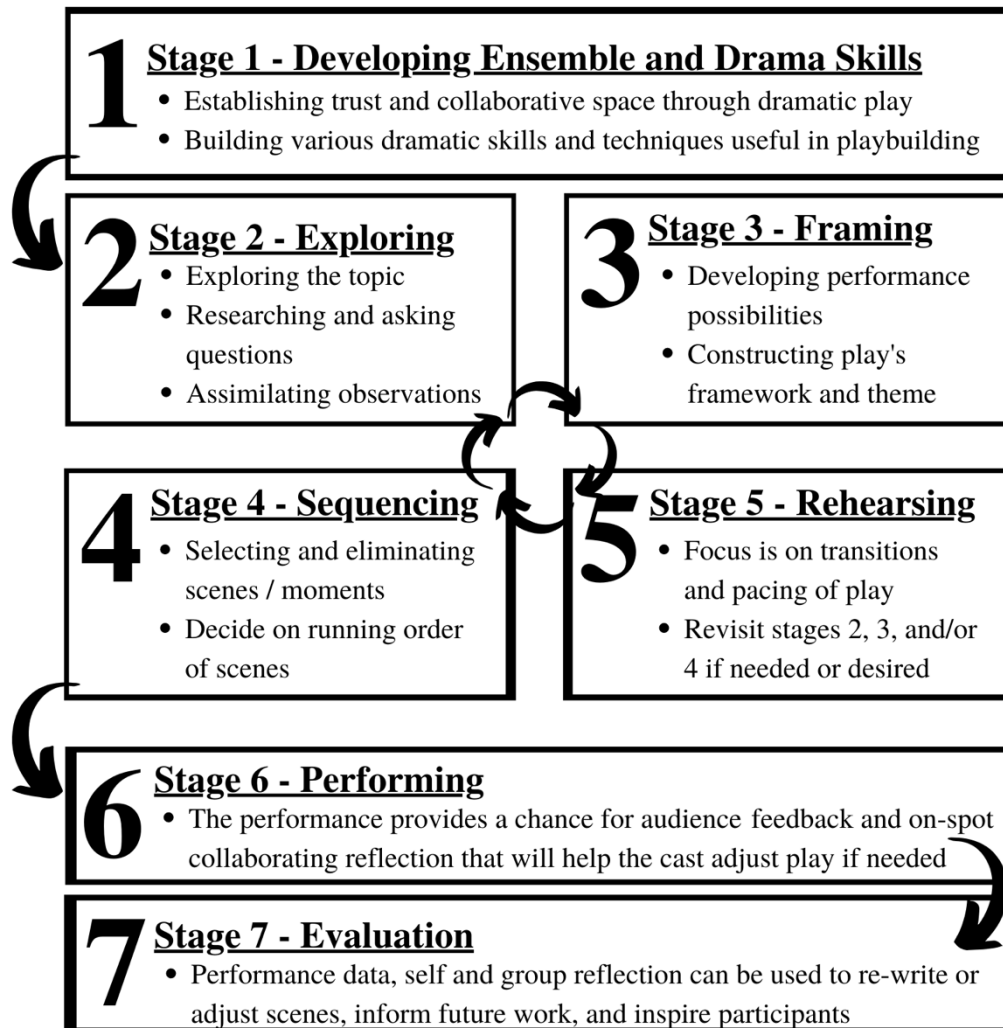 1
Stage 1 - Developing Ensemble and Drama Skills
• Establishing trust and collaborative space through dramatic play
• Building various dramatic skills and techniques useful in playbuilding
2
Stage 2 - Exploring
• Exploring the topic
• Researching and asking
questions
• Assimilating observations
3
Stage 3 - Framing
• Developing performance
possibilities
• Constructing play's
framework and theme
4
Stage 4 - Sequencing
• Selecting and eliminating
scenes / moments
• Decide on running order
of scenes
5
Stage 5 - Rehearsing
• Focus is on transitions
and pacing of play
• Revisit stages 2, 3, and/or
4 if needed or desired
6
Stage 6 - Performing
• The performance provides a chance for audience feedback and on-spot
collaborating reflection that will help the cast adjust play if needed
7
Stage 7 - Evaluation
• Performance data, self and group reflection can be used to re-write or
adjust scenes, inform future work, and inspire participants